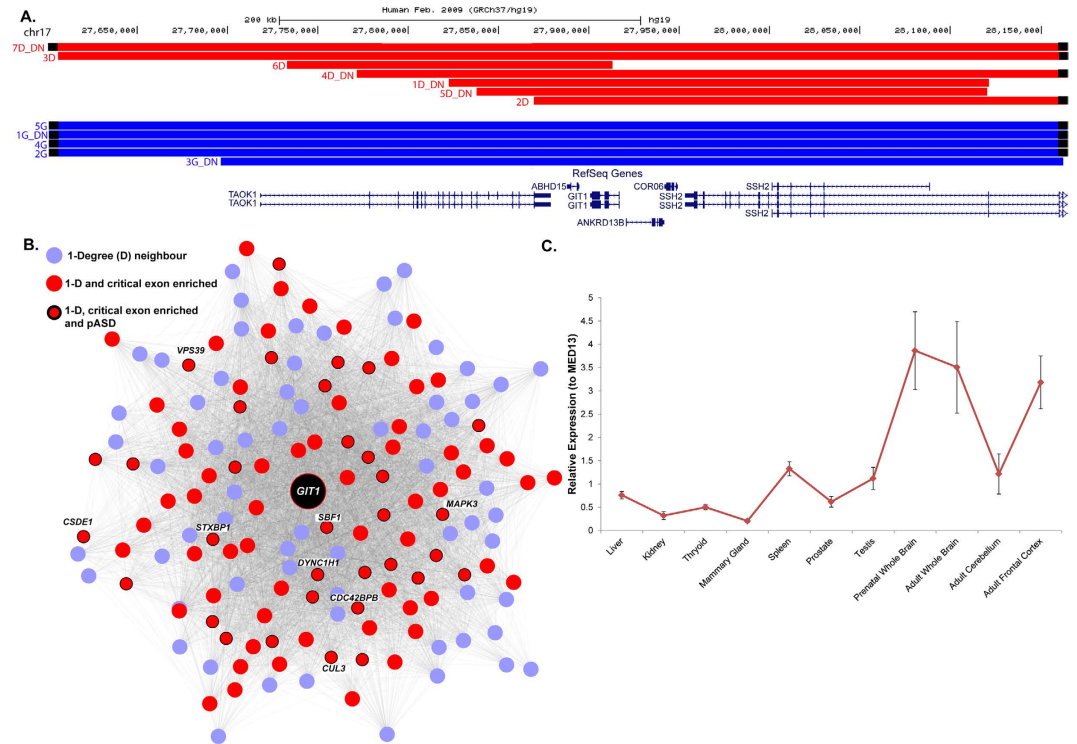 A.
Human Feb. 2009 (GRCh37/hg19)
200 kb hg19
chr17 27,650,000 27,700,000 27,750,000 27,800,000 27,850,000 27,900,000 27,950,000 28,000,000 28,050,000 28,100,000 28,150,000
7D_DN
3D
6D
4D_DN
1D_DN
5D_DN
2D
5G
1G_DN
4G
2G
3G_DN
RefSeq Genes
ABHD15 COR06 SSH2
TAOK1 GIT1 SSH2
TAOK1 GIT1 SSH2
SSH2
ANKRD13B
B.
1-Degree (D) neighbour
1-D and critical exon enriched
1-D, critical exon enriched
and pASD
VPS39
GIT1
MAPK3
SBF1
CSDE1
STXBP1
DYNC1H1
CDC42BPB
CUL3
C.
Relative Expression (to MED13)
5
4.5
4
3.5
3
2.5
2
1.5
1
0.5
0
Liver
Kidney
Thryoid
Mammary Gland
Spleen
Prostate
Testis
Prenatal Whole Brain
Adult Whole Brain
Adult Cerebellum
Adult Frontal Cortex